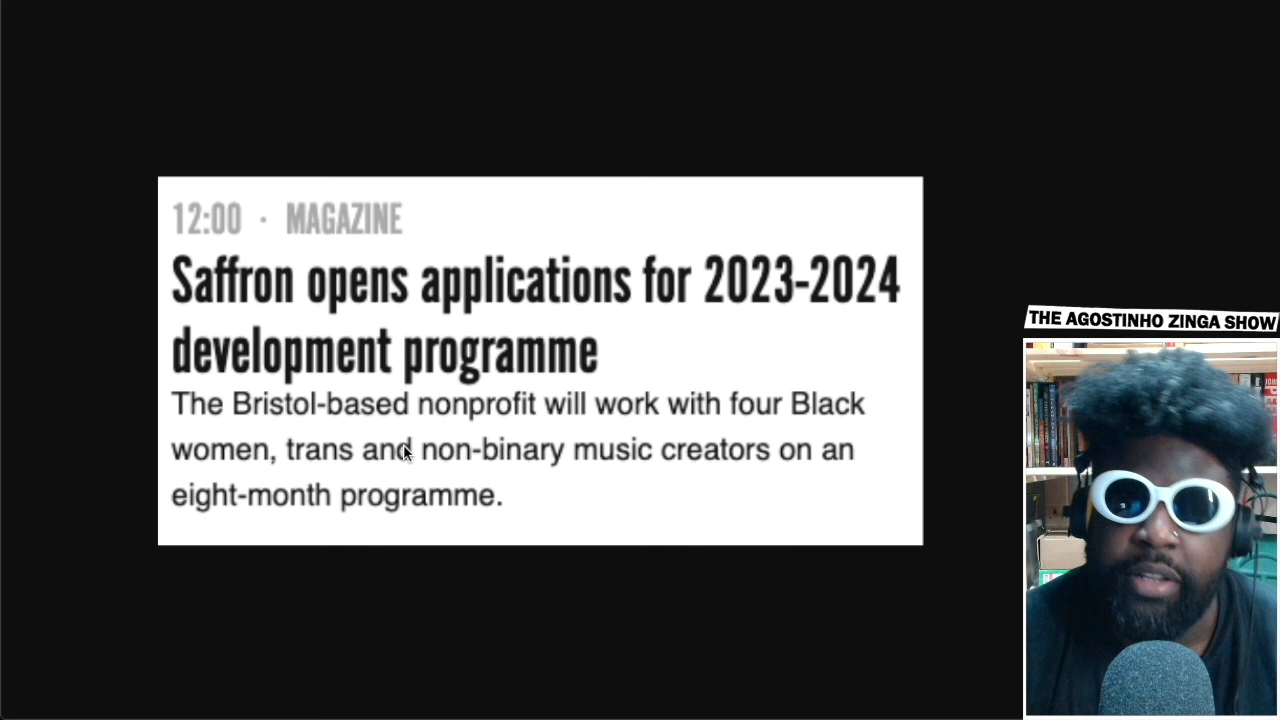 12:00 · MAGAZINE
Saffron opens applications for 2023-2024
development programme
The Bristol-based nonprofit will work with four Black
women, trans and non-binary music creators on an
eight-month programme.
THE AGOSTINHO ZINGA SHOW